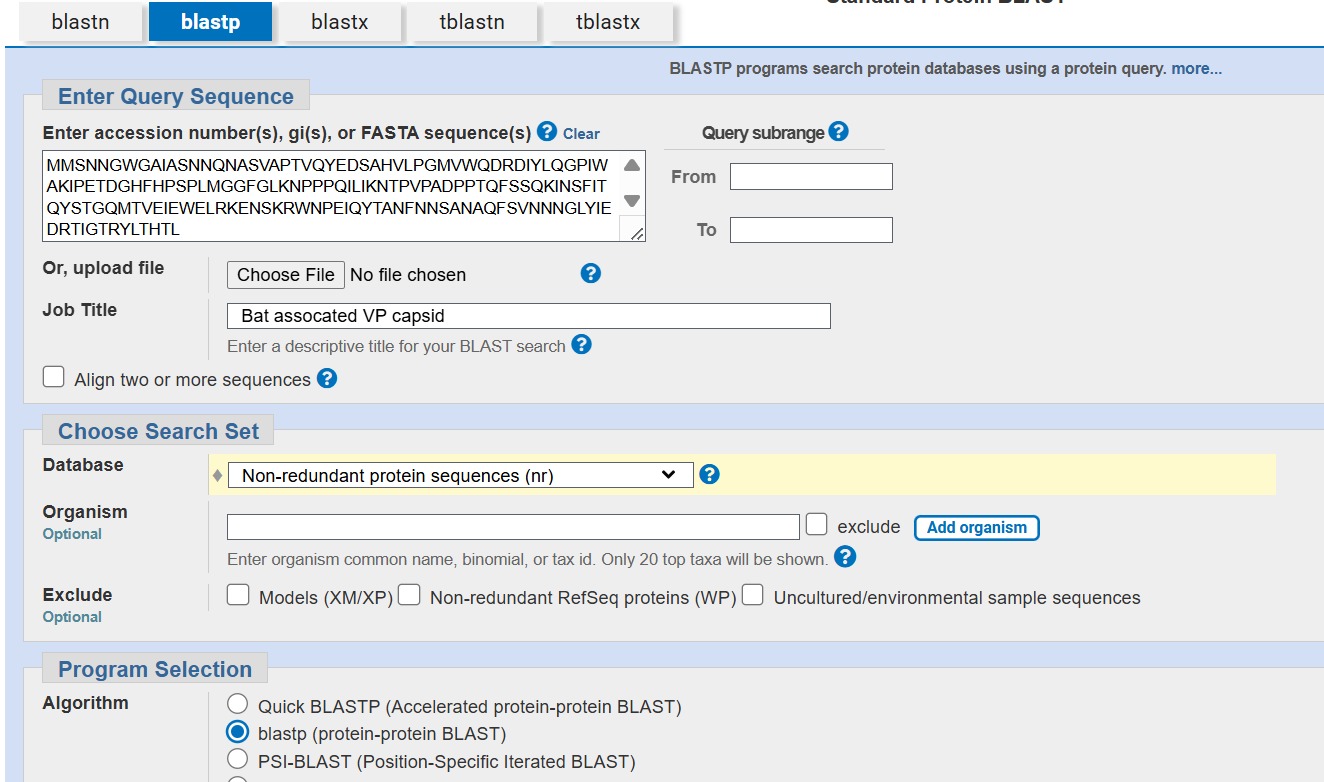 blastn blastp blastx tblastn tblastx
BLASTP programs search protein databases using a protein query. more...
Enter Query Sequence
Enter accession number(s), gi(s), or FASTA sequence(s) ? Clear Query subrange ?
MMSNNGWGAIASNNQNASVAPTVQYEDSAHVLPGMVWQDRDIYLQGPIW
AKIPETDGHFHPSPLMGGFGLKNPPPQILIKNTPVPADPPTQFSSQKINSFIT
QYSTGQMTVEIEWELRKENSKRWNPEIQYTANFNNSANAQFSVNNNGLYIE
DRTIGTRYLTHTL
From
To
Or, upload file Choose File No file chosen ?
Job Title Bat assocated VP capsid
Enter a descriptive title for your BLAST search ?
Align two or more sequences ?
Choose Search Set
Database Non-redundant protein sequences (nr) ?
Organism
Optional
exclude Add organism
Enter organism common name, binomial, or tax id. Only 20 top taxa will be shown. ?
Exclude Models (XM/XP) Non-redundant RefSeq proteins (WP) Uncultured/environmental sample sequences
Optional
Program Selection
Algorithm Quick BLASTP (Accelerated protein-protein BLAST)
blastp (protein-protein BLAST)
PSI-BLAST (Position-Specific Iterated BLAST)